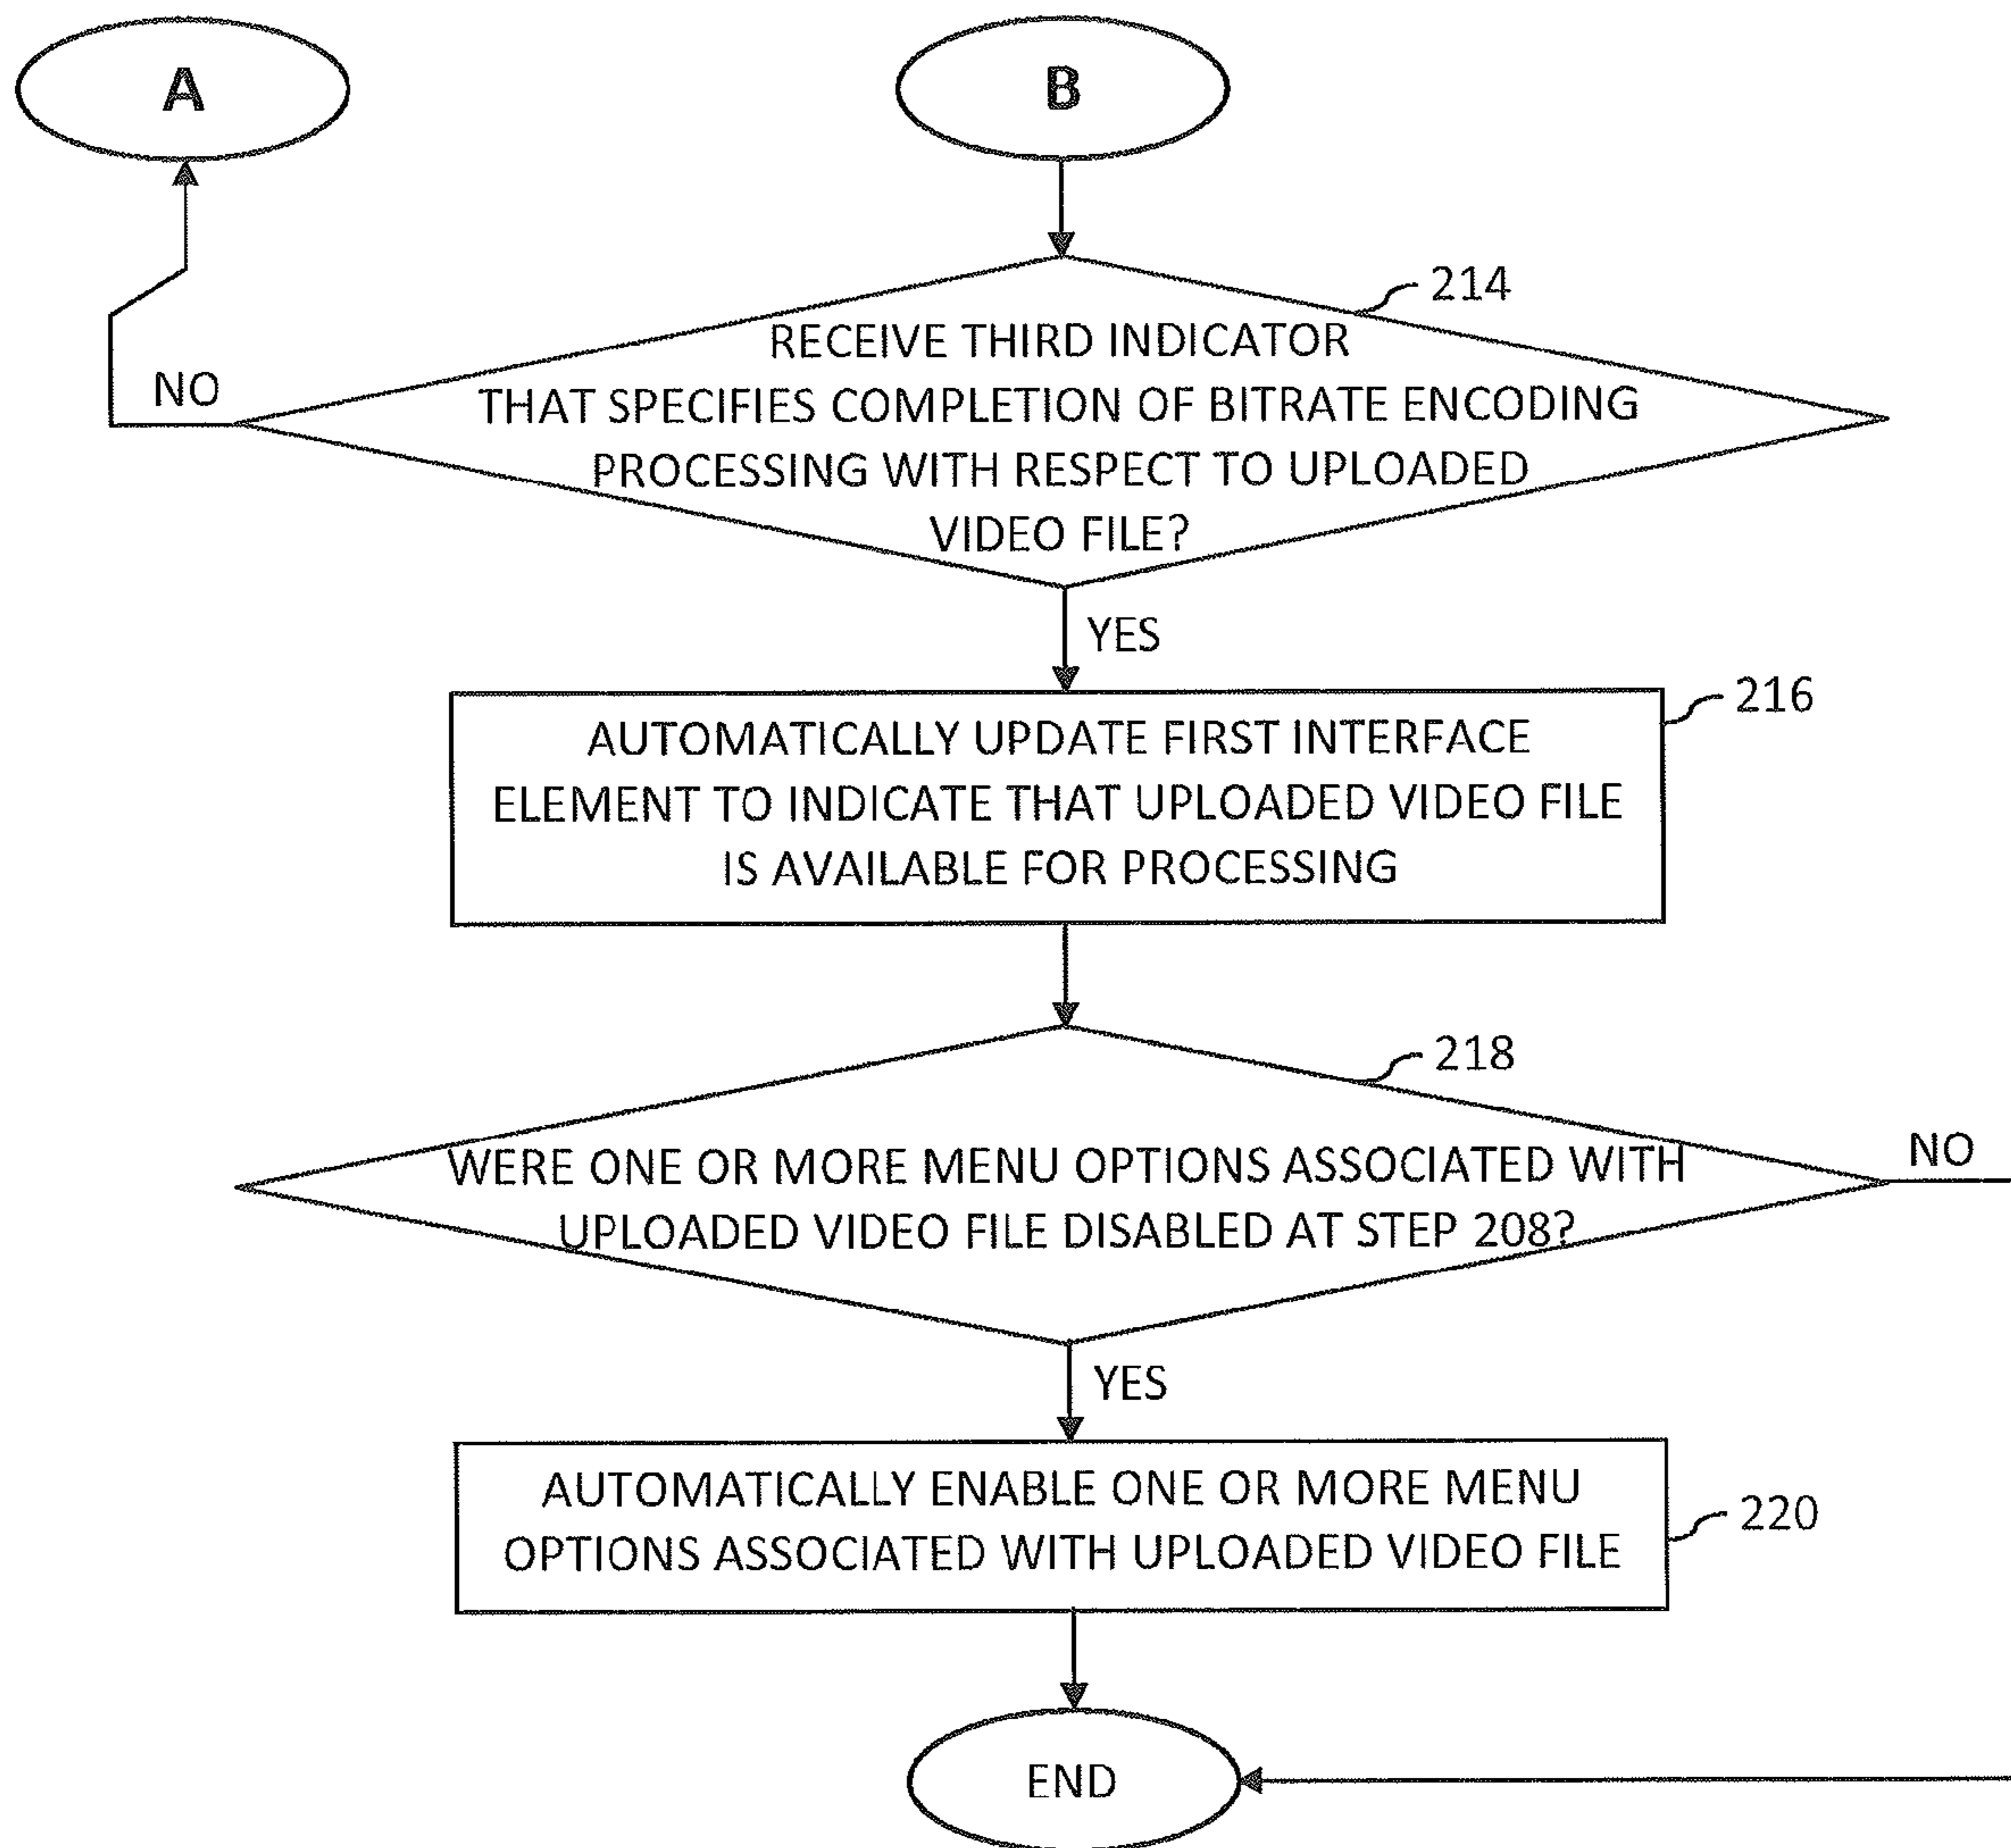 A
B
214
RECEIVE THIRD INDICATOR
THAT SPECIFIES COMPLETION OF BITRATE ENCODING
PROCESSING WITH RESPECT TO UPLOADED
VIDEO FILE?
NO
YES
216
AUTOMATICALLY UPDATE FIRST INTERFACE
ELEMENT TO INDICATE THAT UPLOADED VIDEO FILE
IS AVAILABLE FOR PROCESSING
218
WERE ONE OR MORE MENU OPTIONS ASSOCIATED WITH
UPLOADED VIDEO FILE DISABLED AT STEP 208?
NO
YES
AUTOMATICALLY ENABLE ONE OR MORE MENU
OPTIONS ASSOCIATED WITH UPLOADED VIDEO FILE
220
END